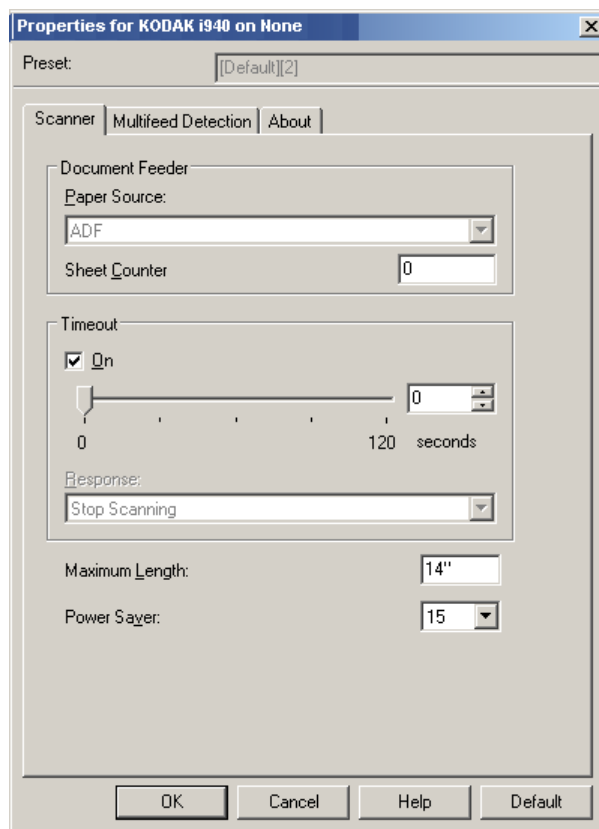 Properties for KODAK i940 on None
Preset: [Default][2]
Scanner Multifeed Detection About
Document Feeder
Paper Source:
ADF
Sheet Counter 0
Timeout
On
0
0 120 seconds
Response:
Stop Scanning
Maximum Length: 14"
Power Saver: 15
OK Cancel Help Default